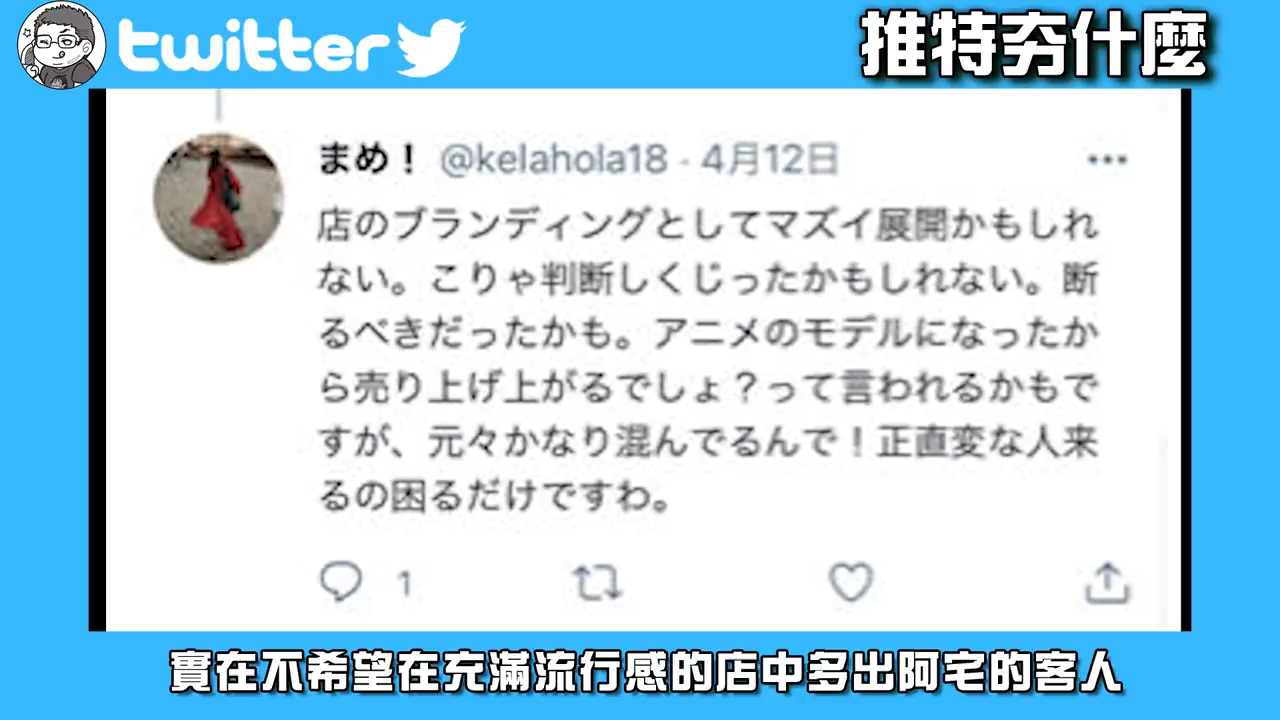 twitter
推特夯什麼
まめ！ @kelahola18 · 4月12日
店のブランディングとしてマズイ展開かもしれ
ない。こりゃ判断しくじったかもしれない。断
るべきだったかも。アニメのモデルになったか
ら売り上げ上がるでしょ？って言われるかもで
すが、元々かなり混んでるんで！正直変な人来
るの困るだけですわ。
1
實在不希望在充滿流行感的店中多出阿宅的客人